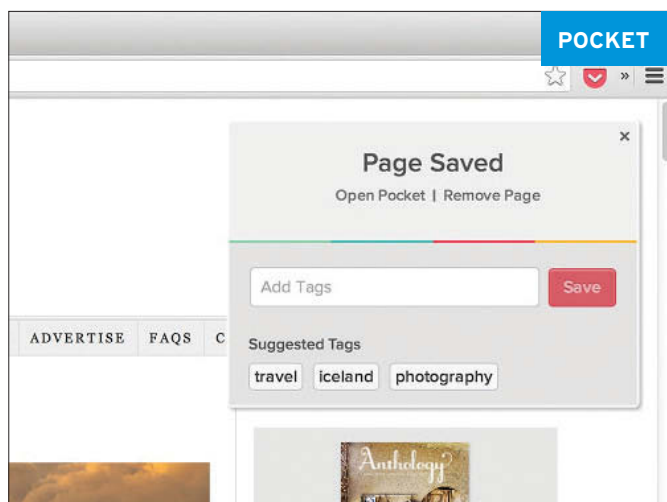 POCKET
»
×
Page Saved
Open Pocket | Remove Page
Add Tags
Save
ADVERTISE FAQS C
Suggested Tags
travel iceland photography
Anthology